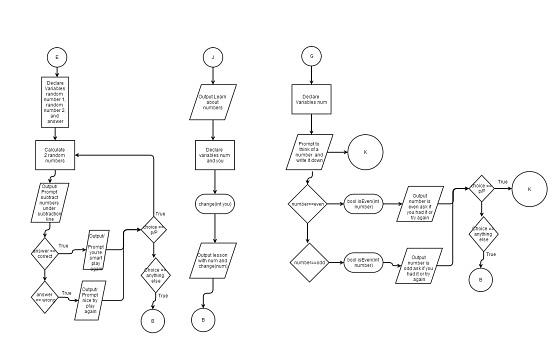 E
Declare
Variables
random
number 1,
random
number 2
and
answer
Calculate
2 random
numbers
Output/
Prompt
subtract
numbers
under
subtraction
line
answer ==
correct
True
Output/
Prompt
you're
smart
play
again
answer
== wrong
True
Output/
Prompt
nice try
play
again
choice ==
p/P
True
Choice ==
anything
else
True
B
J
Output Learn
about
numbers
Declare
variables num
and you
change(int you)
Output lesson
with num and
change(num)
B
G
Declare
Variables num
Prompt to
think of a
number and
write it down
K
number==even
bool isEven(int
number)
Output
number is
even ask if
you had it or
try again
number==odd
bool isEven(int
number)
Output
number is
odd ask if you
had it or try
again
choice ==
p/P
True
K
Choice ==
anything
else
True
B